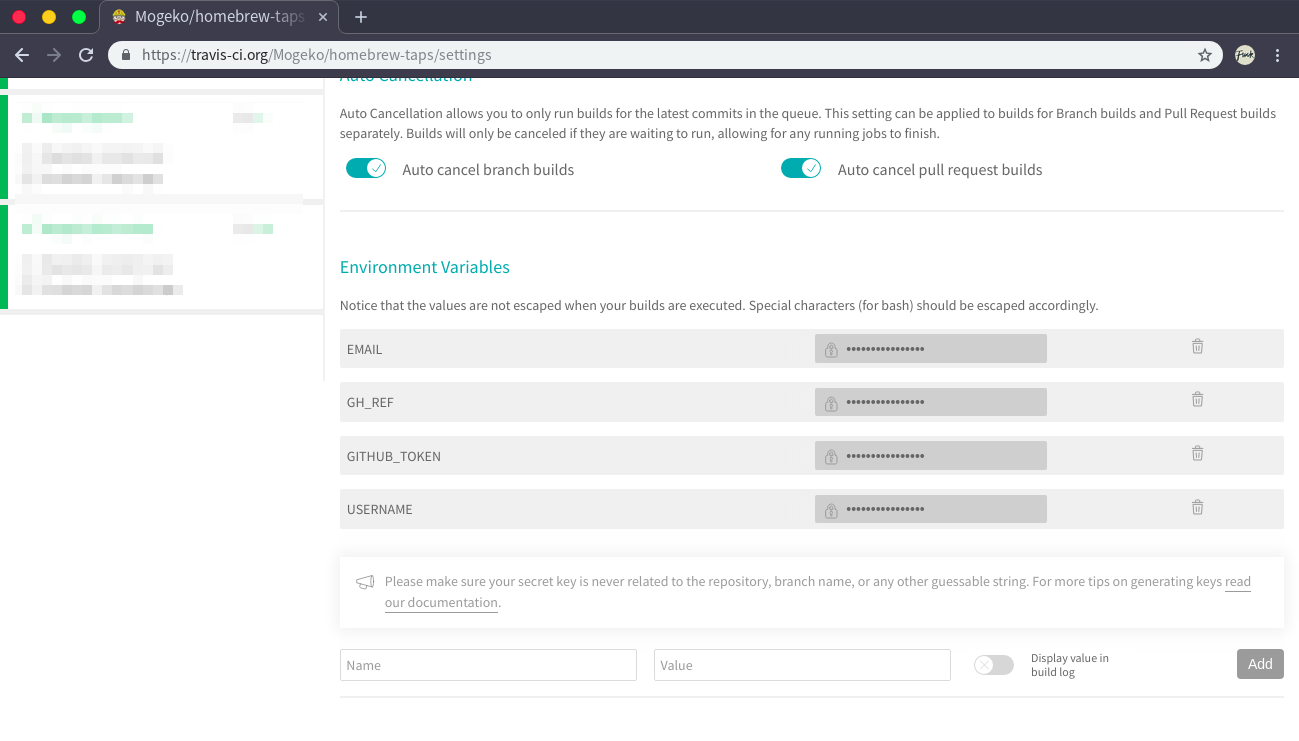 Mogeko/homebrew-taps
https://travis-ci.org/Mogeko/homebrew-taps/settings
Auto Cancellation
Auto Cancellation allows you to only run builds for the latest commits in the queue. This setting can be applied to builds for Branch builds and Pull Request builds
separately. Builds will only be canceled if they are waiting to run, allowing for any running jobs to finish.
Auto cancel branch builds
Auto cancel pull request builds
Environment Variables
Notice that the values are not escaped when your builds are executed. Special characters (for bash) should be escaped accordingly.
EMAIL ••••••••••••••••
GH_REF ••••••••••••••••
GITHUB_TOKEN ••••••••••••••••
USERNAME ••••••••••••••••
Please make sure your secret key is never related to the repository, branch name, or any other guessable string. For more tips on generating keys read
our documentation.
Name
Value
Display value in
build log
Add